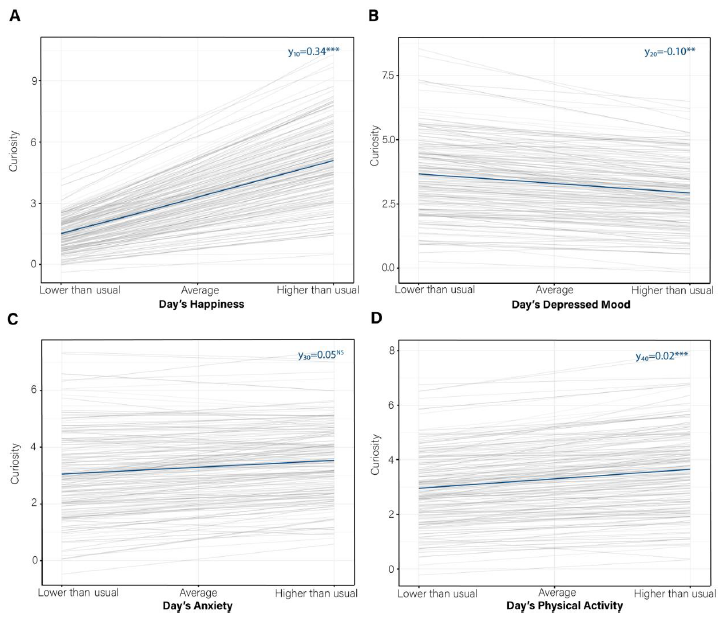 A
y₁₀=0.34***
9
6
3
0
Curiosity
Lower than usual Average Higher than usual
Day's Happiness
B
y₂₀=-0.10**
7.5
5.0
2.5
0.0
Curiosity
Lower than usual Average Higher than usual
Day's Depressed Mood
C
y₃₀=0.05ᴺˢ
6
4
2
0
Curiosity
Lower than usual Average Higher than usual
Day's Anxiety
D
y₄₀=0.02***
8
6
4
2
0
Curiosity
Lower than usual Average Higher than usual
Day's Physical Activity